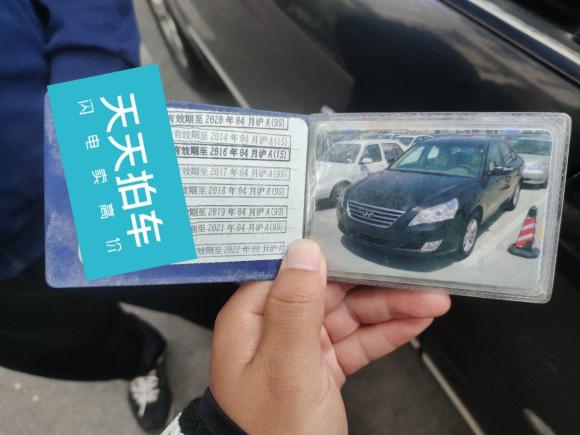 天天拍车
闪电卖高价
有效期至2020年04月沪A(99)
有效期至2014年04月沪A(15)
有效期至2016年04月沪A(15)
有效期至2017年04月沪A(99)
有效期至2018年04月沪A(99)
有效期至2019年04月沪A(99)
有效期至2021年04月沪A(99)
有效期至2022年04月沪A